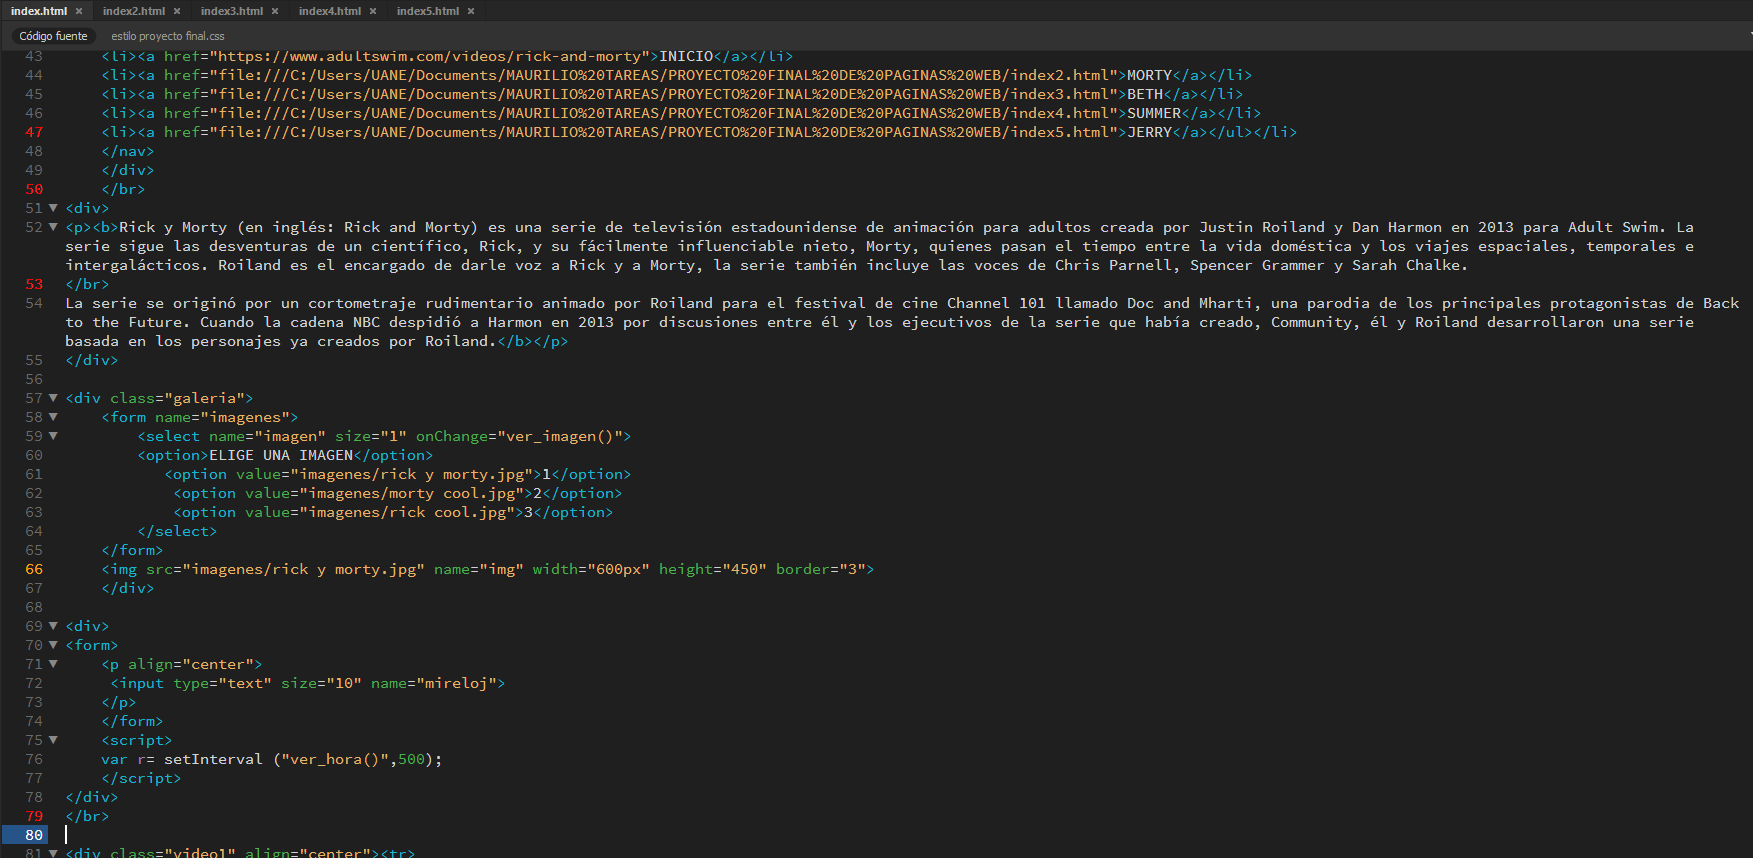 index.html × index2.html × index3.html × index4.html × index5.html ×
Código fuente estilo proyecto final.css
43 <li><a href="https://www.adultswim.com/videos/rick-and-morty">INICIO</a></li>
44 <li><a href="file:///C:/Users/UANE/Documents/MAURILIO%20TAREAS/PROYECTO%20FINAL%20DE%20PAGINAS%20WEB/index2.html">MORTY</a></li>
45 <li><a href="file:///C:/Users/UANE/Documents/MAURILIO%20TAREAS/PROYECTO%20FINAL%20DE%20PAGINAS%20WEB/index3.html">BETH</a></li>
46 <li><a href="file:///C:/Users/UANE/Documents/MAURILIO%20TAREAS/PROYECTO%20FINAL%20DE%20PAGINAS%20WEB/index4.html">SUMMER</a></li>
47 <li><a href="file:///C:/Users/UANE/Documents/MAURILIO%20TAREAS/PROYECTO%20FINAL%20DE%20PAGINAS%20WEB/index5.html">JERRY</a></ul></li>
48 </nav>
49 </div>
50 </br>
51 <div>
52 <p><b>Rick y Morty (en inglés: Rick and Morty) es una serie de televisión estadounidense de animación para adultos creada por Justin Roiland y Dan Harmon en 2013 para Adult Swim. La
serie sigue las desventuras de un científico, Rick, y su fácilmente influenciable nieto, Morty, quienes pasan el tiempo entre la vida doméstica y los viajes espaciales, temporales e
intergalácticos. Roiland es el encargado de darle voz a Rick y a Morty, la serie también incluye las voces de Chris Parnell, Spencer Grammer y Sarah Chalke.
53 </br>
54 La serie se originó por un cortometraje rudimentario animado por Roiland para el festival de cine Channel 101 llamado Doc and Mharti, una parodia de los principales protagonistas de Back
to the Future. Cuando la cadena NBC despidió a Harmon en 2013 por discusiones entre él y los ejecutivos de la serie que había creado, Community, él y Roiland desarrollaron una serie
basada en los personajes ya creados por Roiland.</b></p>
55 </div>
56
57 <div class="galeria">
58 <form name="imagenes">
59 <select name="imagen" size="1" onChange="ver_imagen()">
60 <option>ELIGE UNA IMAGEN</option>
61 <option value="imagenes/rick y morty.jpg">1</option>
62 <option value="imagenes/morty cool.jpg">2</option>
63 <option value="imagenes/rick cool.jpg">3</option>
64 </select>
65 </form>
66 <img src="imagenes/rick y morty.jpg" name="img" width="600px" height="450" border="3">
67 </div>
68
69 <div>
70 <form>
71 <p align="center">
72 <input type="text" size="10" name="mireloj">
73 </p>
74 </form>
75 <script>
76 var r= setInterval ("ver_hora()",500);
77 </script>
78 </div>
79 </br>
80
81 <div class="video1" align="center"><tr>